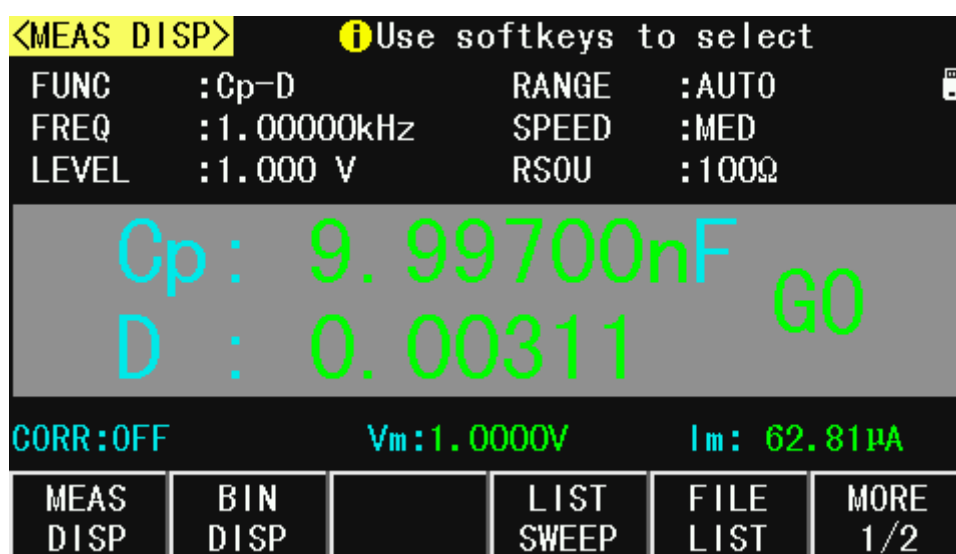 <MEAS DISP> iUse softkeys to select
FUNC :Cp-D RANGE :AUTO
FREQ :1.00000kHz SPEED :MED
LEVEL :1.000 V RSOU :100Ω
Cp: 9.99700nF
GO
D : 0.00311
CORR:OFF Vm:1.0000V Im: 62.81µA
MEAS DISP BIN DISP LIST SWEEP FILE LIST MORE 1/2